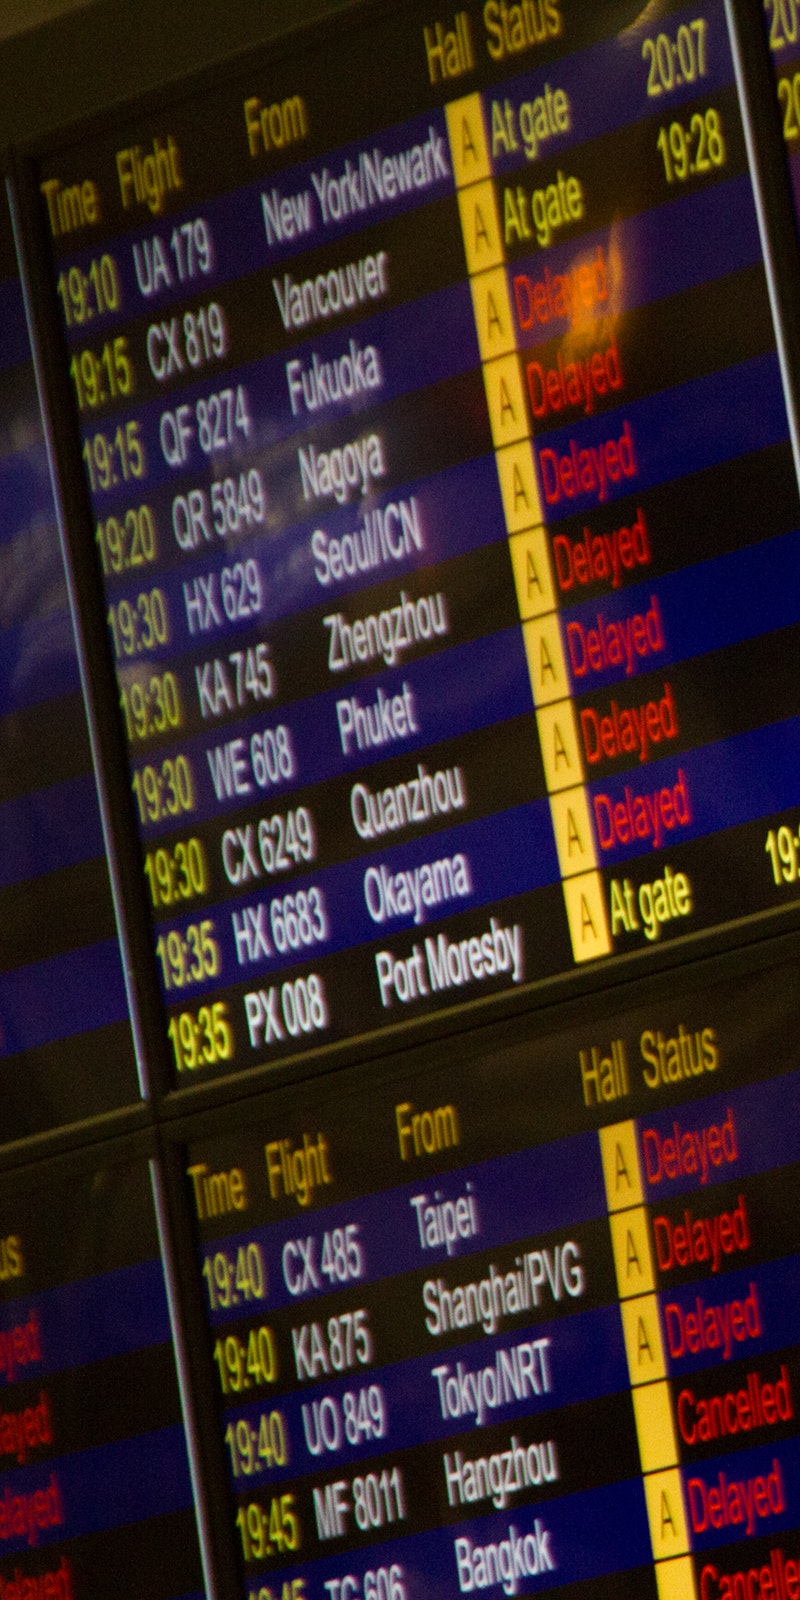 Time Flight From Hall Status
19:10 UA 179 New York/Newark A At gate 20:07
19:15 CX 819 Vancouver A At gate 19:28
19:15 QF 8274 Fukuoka A Delayed
19:20 QR 5849 Nagoya A Delayed
19:30 HX 629 Seoul/ICN A Delayed
19:30 KA 745 Zhengzhou A Delayed
19:30 WE 608 Phuket A Delayed
19:30 CX 6249 Quanzhou A Delayed
19:35 HX 6683 Okayama A Delayed
19:35 PX 008 Port Moresby A At gate
Time Flight From Hall Status
19:40 CX 485 Taipei A Delayed
19:40 KA 875 Shanghai/PVG A Delayed
19:40 UO 849 Tokyo/NRT A Delayed
19:45 MF 8011 Hangzhou Cancelled
19:45 TG 606 Bangkok A Delayed
Cancelled